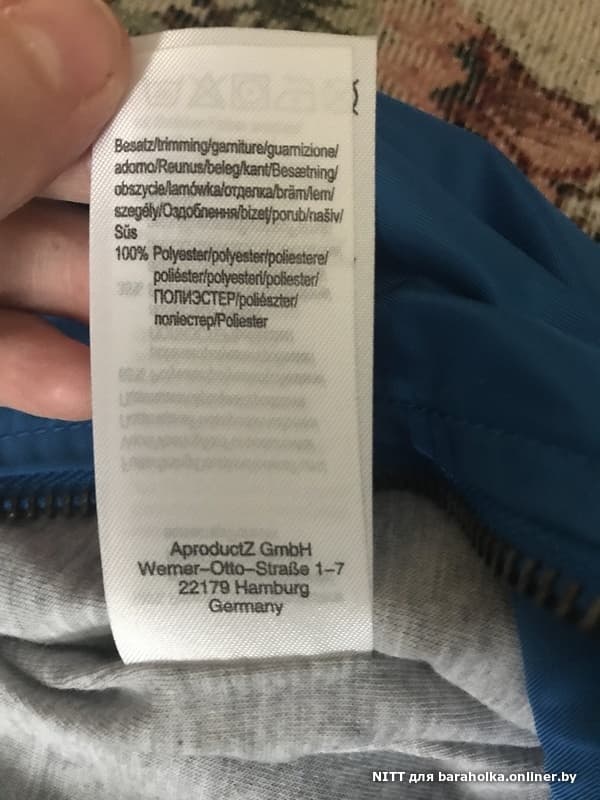 Besatz/trimming/garniture/guarnizione/
adorno/Reunus/beleg/kant/Besætning/
obszycie/lamówka/отделка/bräm/lem/
szegély/Оздоблення/bizeț/porub/našiv/
Süs
100% Polyester/polyester/poliestere/
poliéster/polyesteri/poliester/
ПОЛИЭСТЕР/poliészter/
поліестер/Poliester
AproductZ GmbH
Werner-Otto-Straße 1-7
22179 Hamburg
Germany
NITT для baraholka.onliner.by